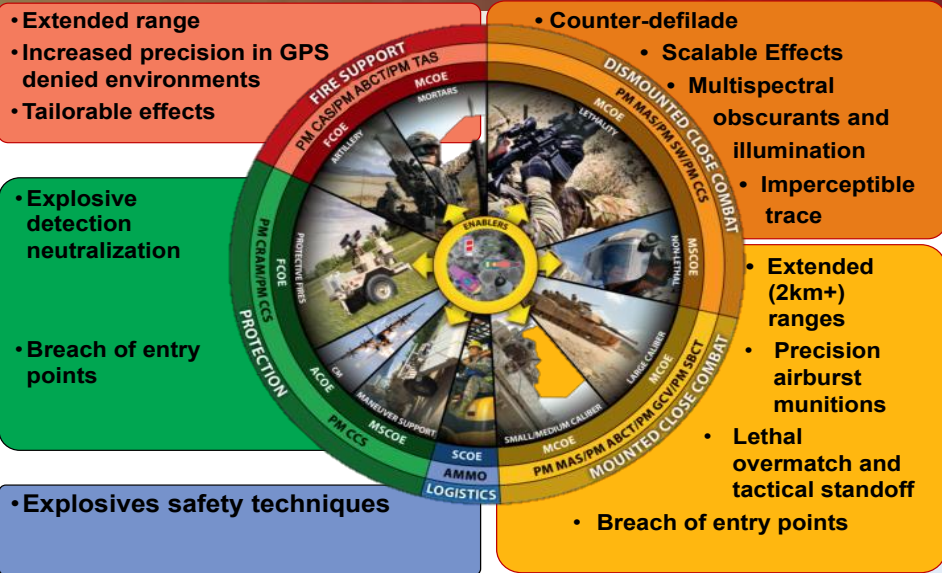 • Extended range
• Increased precision in GPS
denied environments
• Tailorable effects
• Counter-defilade
• Scalable Effects
• Multispectral
obscurants and
illumination
• Imperceptible
trace
• Explosive
detection
neutralization
• Breach of entry
points
• Extended
(2km+)
ranges
• Precision
airburst
munitions
• Lethal
overmatch and
tactical standoff
• Breach of entry points
• Explosives safety techniques
FIRE SUPPORT
PM CAS/PM ABCT/PM TAS
FCOE
MCOE
ARTILLERY
MORTARS
DISMOUNTED CLOSE COMBAT
PM MAS/PM SW/PM CCS
MCOE
MSCOE
LETHALITY
NON-LETHAL
MOUNTED CLOSE COMBAT
PM MAS/PM ABCT/PM GCV/PM SBCT
MCOE
MCOE
LARGE CALIBER
SMALL/MEDIUM CALIBER
LOGISTICS
AMMO
SCOE
PROTECTION
PM CRAM/PM CCS
PM CCS
FCOE
ACOE
MSCOE
PROTECTIVE FIRES
CM
MANEUVER SUPPORT
ENABLERS